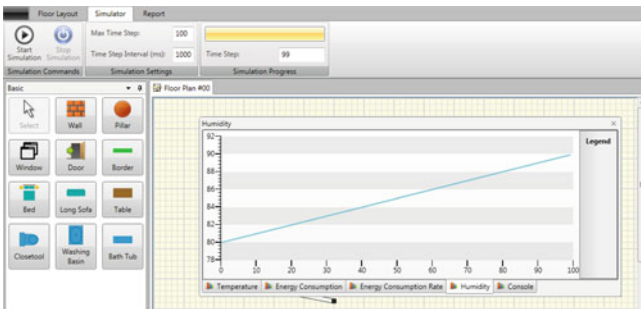 Floor Layout Simulator Report
Start Simulation
Stop Simulation
Max Time Step: 100
Time Step Interval (ms): 1000
Time Step: 99
Simulation Commands Simulation Settings Simulation Progress
Basic
Floor Plan #00
Select Wall Pillar
Window Door Border
Bed Long Sofa Table
Closetool Washing Basin Bath Tub
Humidity
Legend
92
90
88
86
84
82
80
78
0 10 20 30 40 50 60 70 80 90 100
Temperature Energy Consumption Energy Consumption Rate Humidity Console